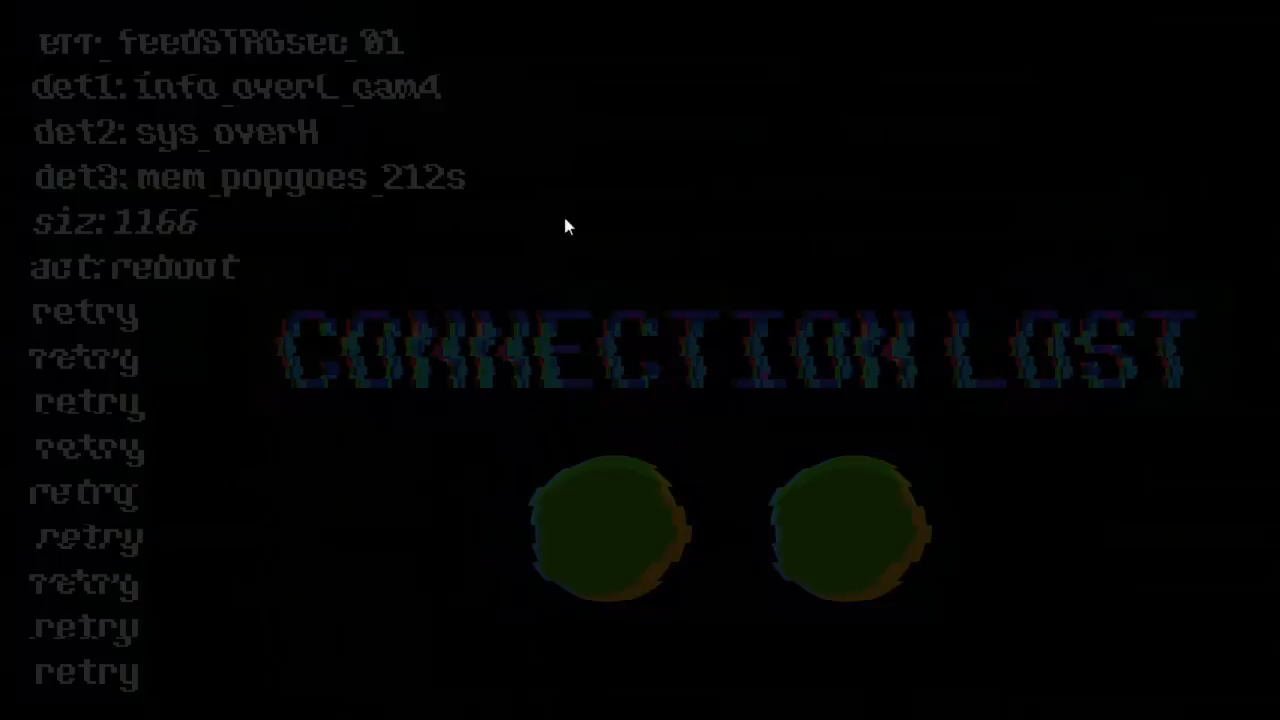 err:_feedSTRGsec_01
det1: info_overL_cam4
det2: sys_overH
det3: mem_popgoes_212s
siz: 1166
act: reboot
retry
retry
retry
retry
CONNECTION LOST
retry
retry
retry
retry
retry